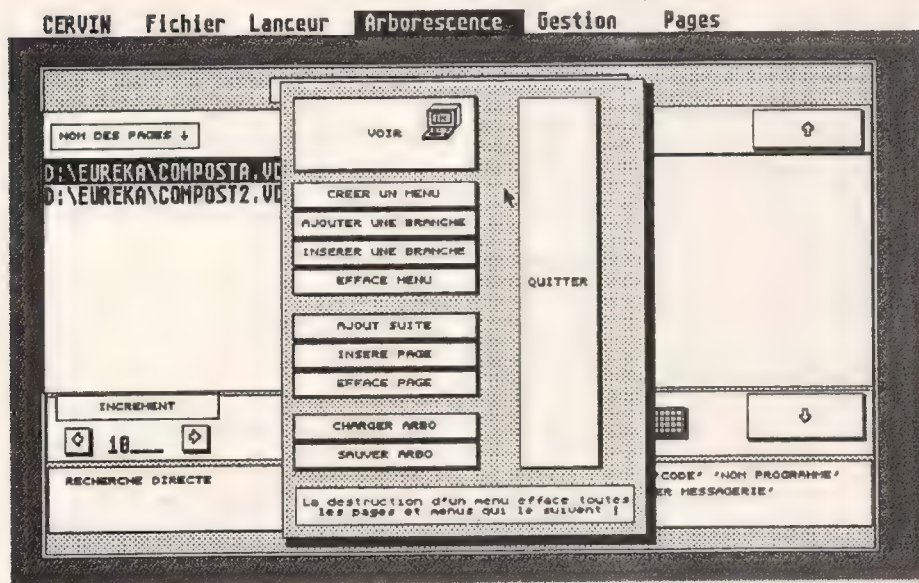 CERVIN Fichier Lanceur Arborescence Gestion Pages
NOM DES PAGES ↓
D:\EUREKA\COMPOSTA.VD
D:\EUREKA\COMPOST2.VD
VOIR
CREER UN MENU
AJOUTER UNE BRANCHE
INSERER UNE BRANCHE
EFFACE MENU
AJOUT SUITE
INSERE PAGE
EFFACE PAGE
CHARGER ARBO
SAUVER ARBO
QUITTER
La destruction d'un menu efface toutes
les pages et menus qui le suivent !
INCREMENT
10___
RECHERCHE DIRECTE
CODE" 'NOM PROGRAMME'
ER MESSAGERIE'